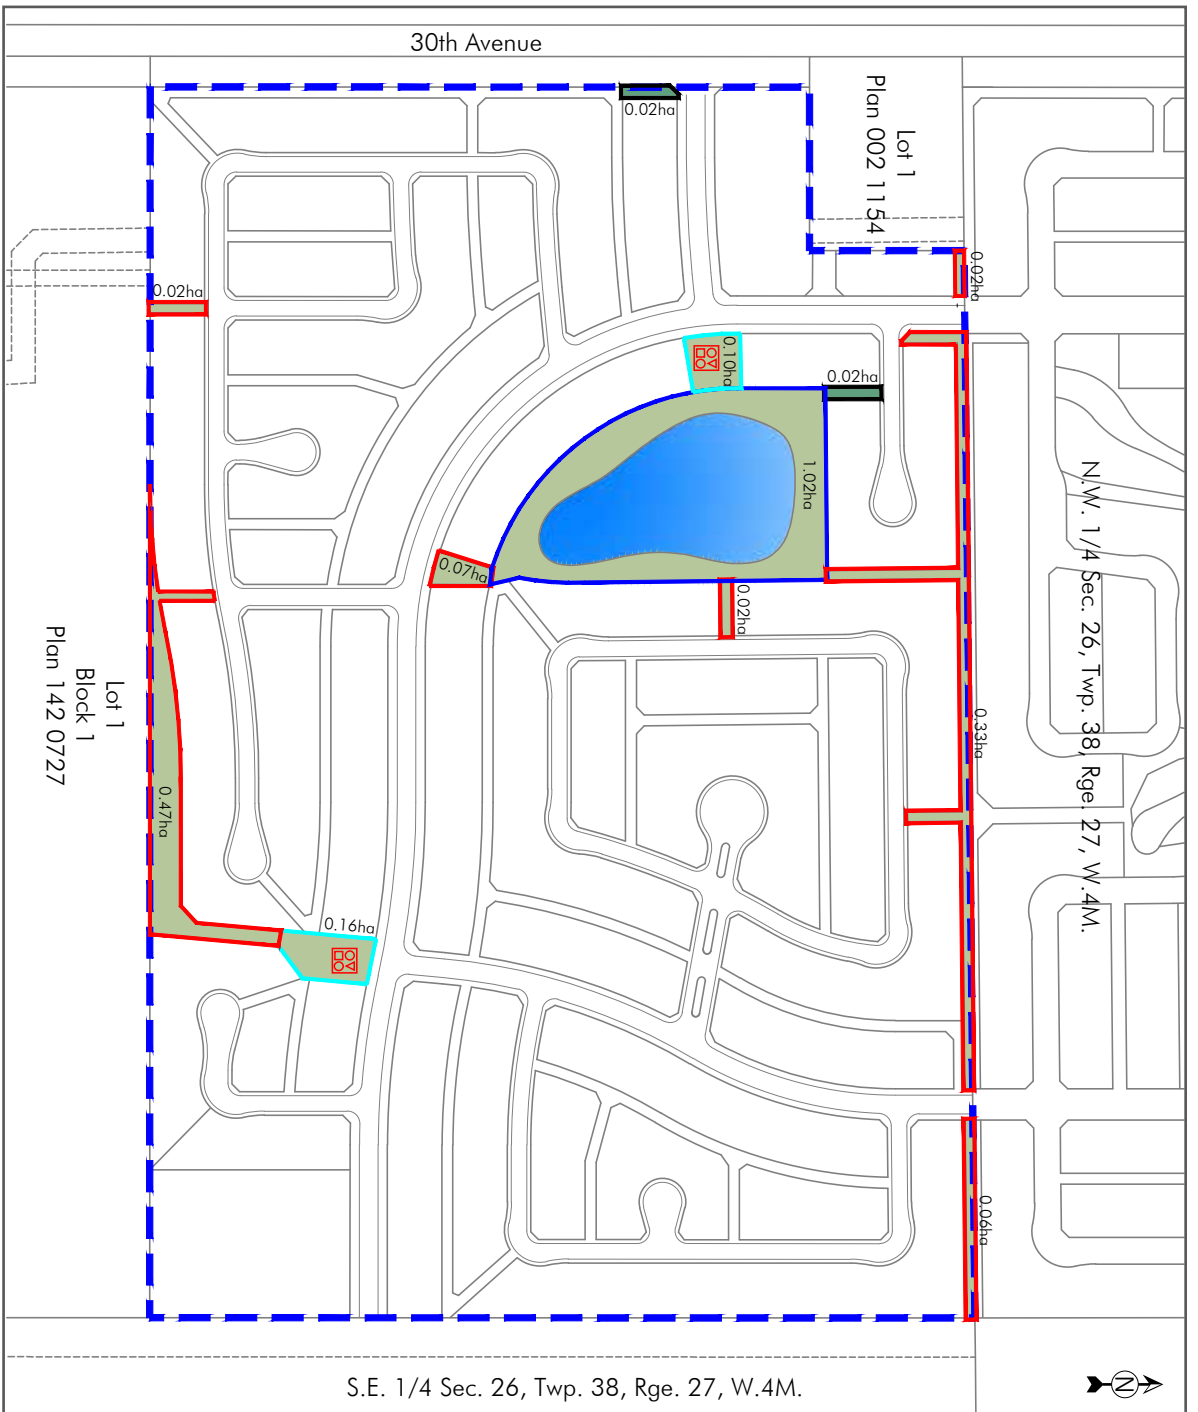 30th Avenue
0.02ha
Lot 1
Plan 002 1154
0.02ha
0.02ha
0.10ha
0.02ha
1.02ha
0.07ha
0.02ha
N.W. 1/4 Sec. 26, Twp. 38, Rge. 27, W.4M.
0.33ha
Lot 1
Block 1
Plan 142 0727
0.47ha
0.16ha
0.06ha
S.E. 1/4 Sec. 26, Twp. 38, Rge. 27, W.4M.
N